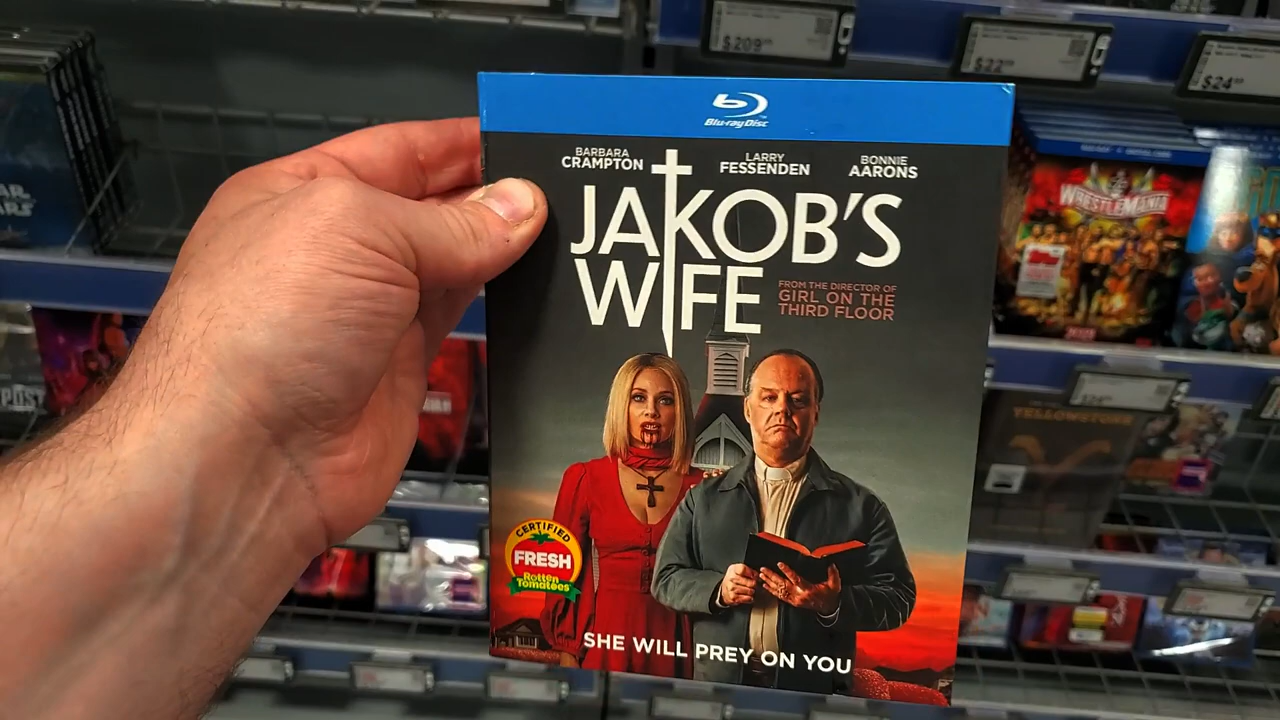 $209
$22
$24
Blu-ray Disc
BARBARA
CRAMPTON
LARRY
FESSENDEN
BONNIE
AARONS
JAKOB'S
WIFE
FROM THE DIRECTOR OF
GIRL ON THE
THIRD FLOOR
CERTIFIED
FRESH
Rotten
Tomatoes
SHE WILL PREY ON YOU
WRESTLEMANIA
YELLOWSTONE